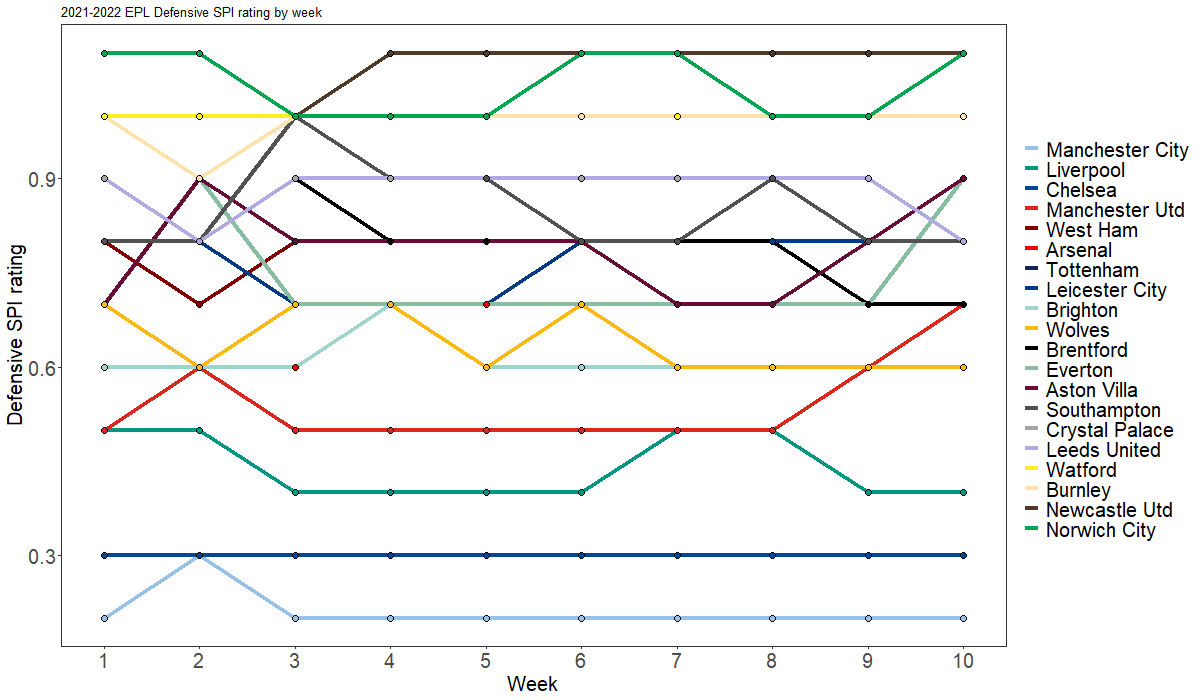 2021-2022 EPL Defensive SPI rating by week
Defensive SPI rating
0.9
0.6
0.3
1 2 3 4 5 6 7 8 9 10
Week
Manchester City
Liverpool
Chelsea
Manchester Utd
West Ham
Arsenal
Tottenham
Leicester City
Brighton
Wolves
Brentford
Everton
Aston Villa
Southampton
Crystal Palace
Leeds United
Watford
Burnley
Newcastle Utd
Norwich City